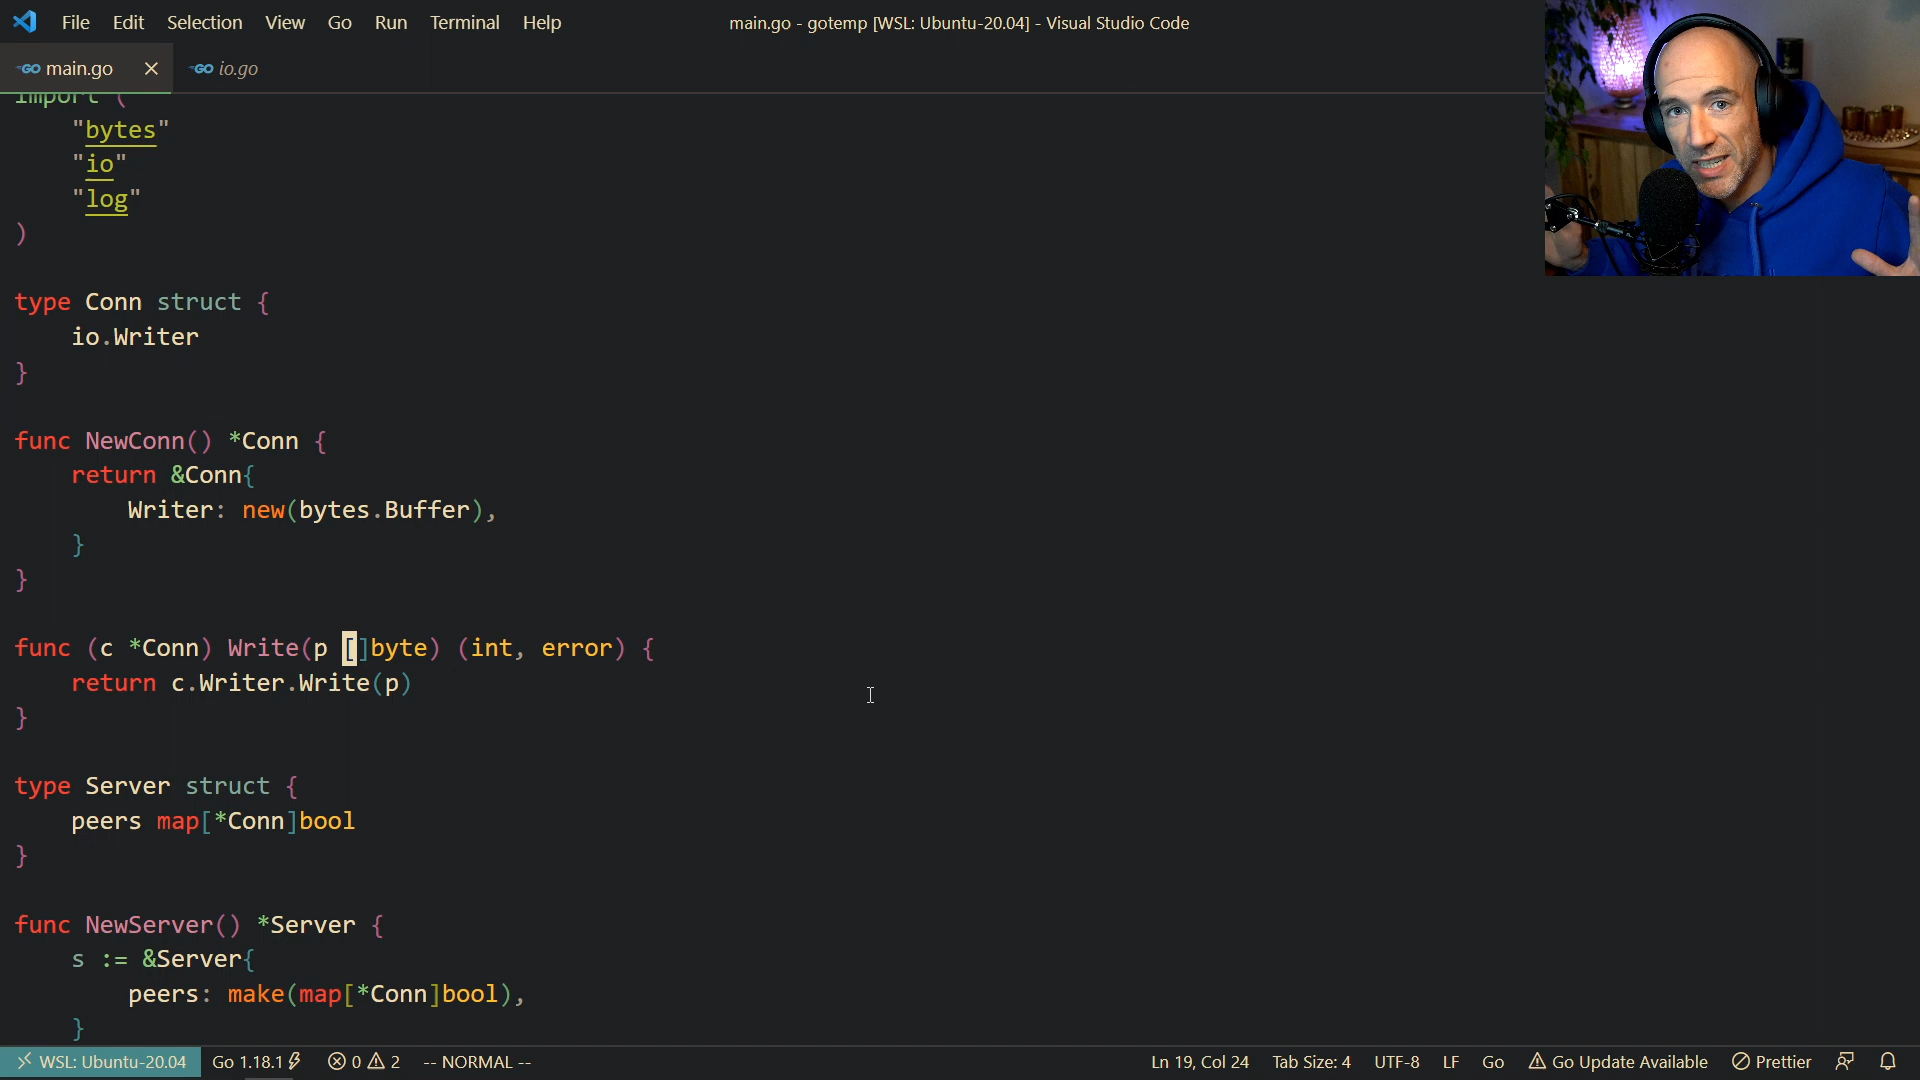 File Edit Selection View Go Run Terminal Help main.go - gotemp [WSL: Ubuntu-20.04] - Visual Studio Code
GO main.go GO io.go
import (
"bytes"
"io"
"log"
)
type Conn struct {
io.Writer
}
func NewConn() *Conn {
return &Conn{
Writer: new(bytes.Buffer),
}
}
func (c *Conn) Write(p []byte) (int, error) {
return c.Writer.Write(p)
}
type Server struct {
peers map[*Conn]bool
}
func NewServer() *Server {
s := &Server{
peers: make(map[*Conn]bool),
}
WSL: Ubuntu-20.04 Go 1.18.1 0 2 -- NORMAL -- Ln 19, Col 24 Tab Size: 4 UTF-8 LF Go Go Update Available Prettier